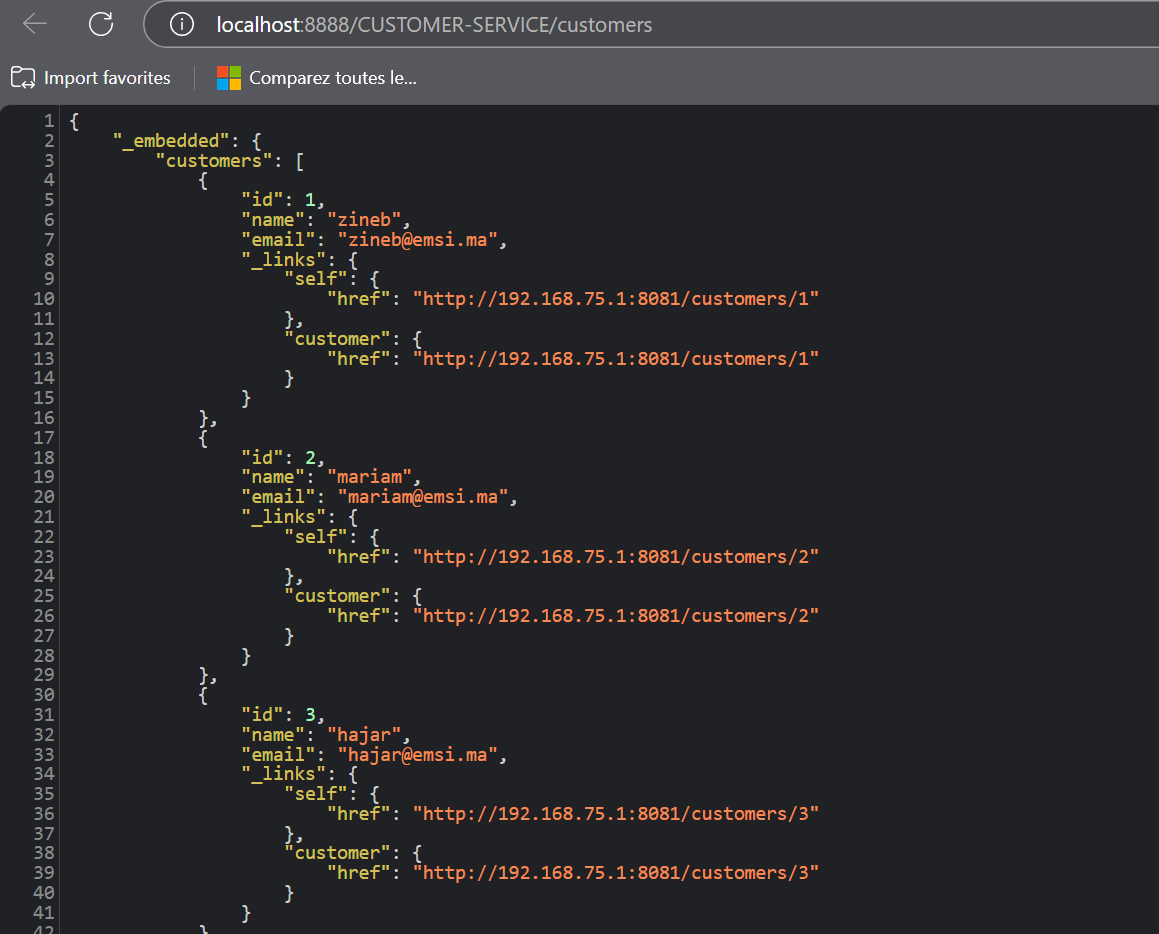 localhost:8888/CUSTOMER-SERVICE/customers
Import favorites Comparez toutes le...
1 {
2     "_embedded": {
3         "customers": [
4             {
5                 "id": 1,
6                 "name": "zineb",
7                 "email": "zineb@emsi.ma",
8                 "_links": {
9                     "self": {
10                         "href": "http://192.168.75.1:8081/customers/1"
11                     },
12                     "customer": {
13                         "href": "http://192.168.75.1:8081/customers/1"
14                     }
15                 }
16             },
17             {
18                 "id": 2,
19                 "name": "mariam",
20                 "email": "mariam@emsi.ma",
21                 "_links": {
22                     "self": {
23                         "href": "http://192.168.75.1:8081/customers/2"
24                     },
25                     "customer": {
26                         "href": "http://192.168.75.1:8081/customers/2"
27                     }
28                 }
29             },
30             {
31                 "id": 3,
32                 "name": "hajar",
33                 "email": "hajar@emsi.ma",
34                 "_links": {
35                     "self": {
36                         "href": "http://192.168.75.1:8081/customers/3"
37                     },
38                     "customer": {
39                         "href": "http://192.168.75.1:8081/customers/3"
40                     }
41                 }
42             }